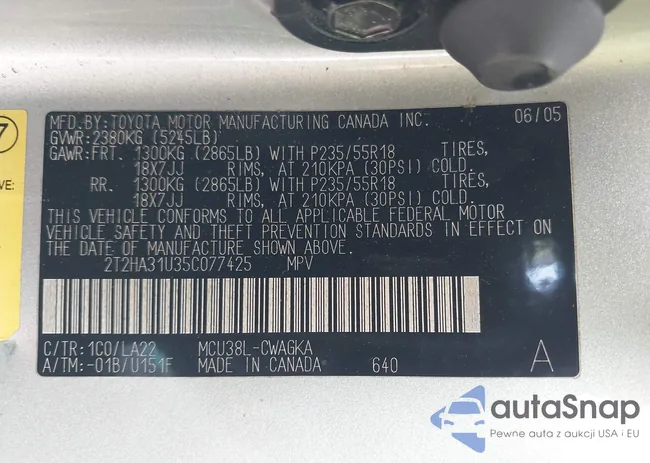 MFD.BY:TOYOTA MOTOR MANUFACTURING CANADA INC. 06/05
GVWR:2380KG (5245LB)
GAWR:FRT. 1300KG (2865LB) WITH P235/55R18 TIRES,
18X7JJ RIMS, AT 210KPA (30PSI) COLD.
RR. 1300KG (2865LB) WITH P235/55R18 TIRES,
18X7JJ RIMS, AT 210KPA (30PSI) COLD.
THIS VEHICLE CONFORMS TO ALL APPLICABLE FEDERAL MOTOR
VEHICLE SAFETY AND THEFT PREVENTION STANDARDS IN EFFECT ON
THE DATE OF MANUFACTURE SHOWN ABOVE.
2T2HA31U35C077425 MPV
C/TR:1C0/LA22 MCU38L-CWAGKA
A/TM:-01B/U151F MADE IN CANADA 640 A
7
VE:
autaSnap
Pewne auta z aukcji USA i EU